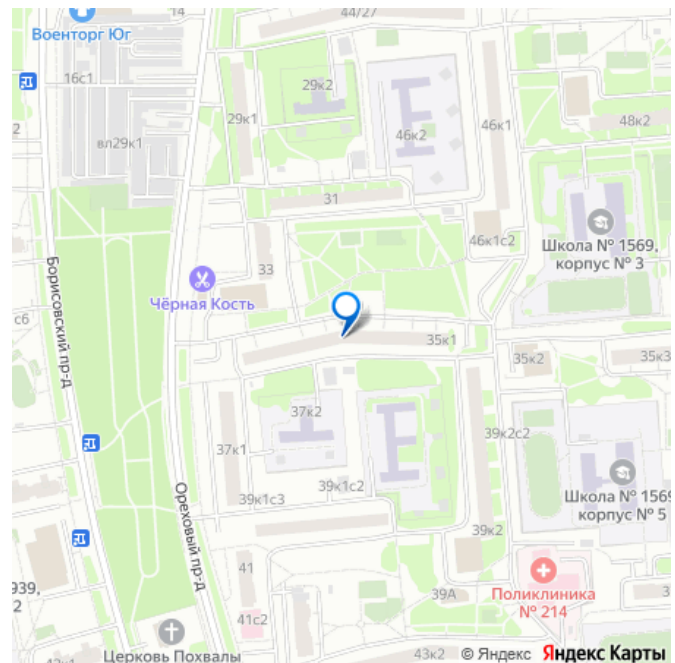 44/27
14
Военторг Юг
16с1
29к2
29к1
46к2
46к1
48к2
2
вл29к1
31
46к1с2
Школа № 1569,
корпус № 3
33
Чёрная Кость
Борисовский пр-д
с6
35к1
35к2
35к3
37к2
37к1
39к2с2
39к1с3
39к1с2
Школа № 1569
корпус № 5
Ореховый пр-д
39к2
41
939,
2
39А
Поликлиника
№ 214
41с2
3
Церковь Похвалы
43к2
© Яндекс Яндекс Карты